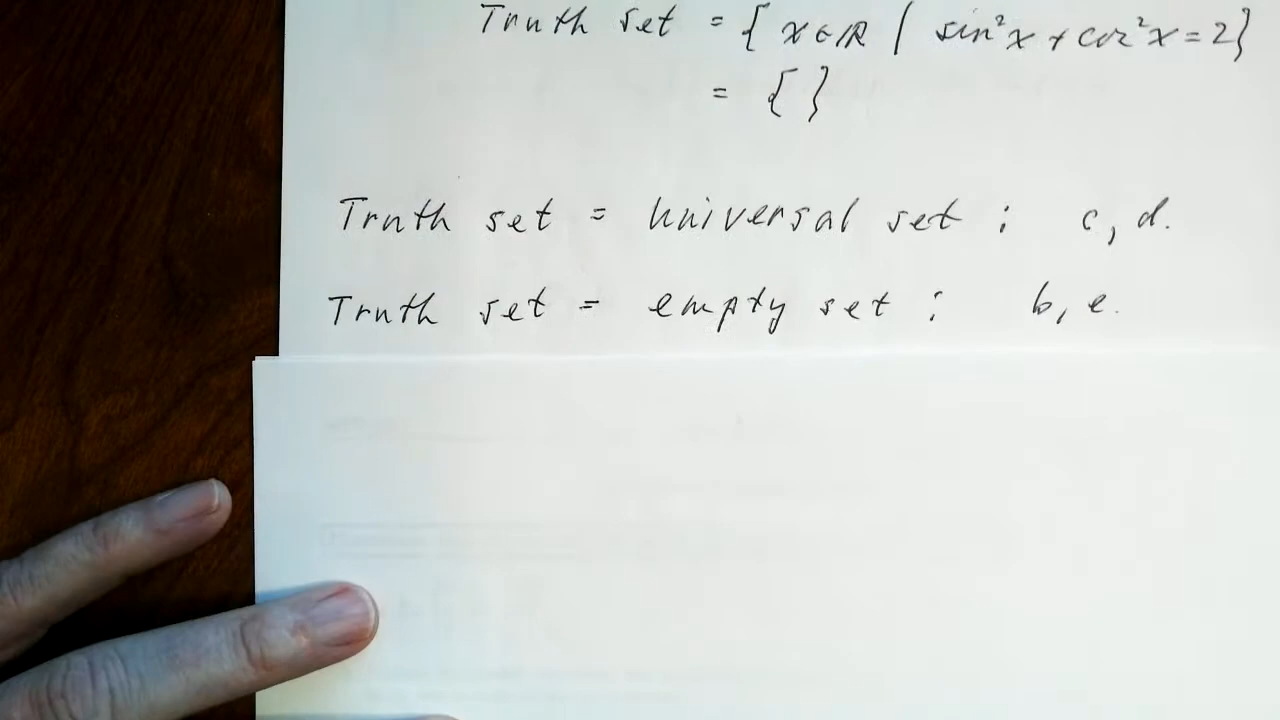 Truth set = { x ∈ ℝ | sin²x + cos²x = 2}
= { }
Truth set = universal set : c, d.
Truth set = empty set : b, e.